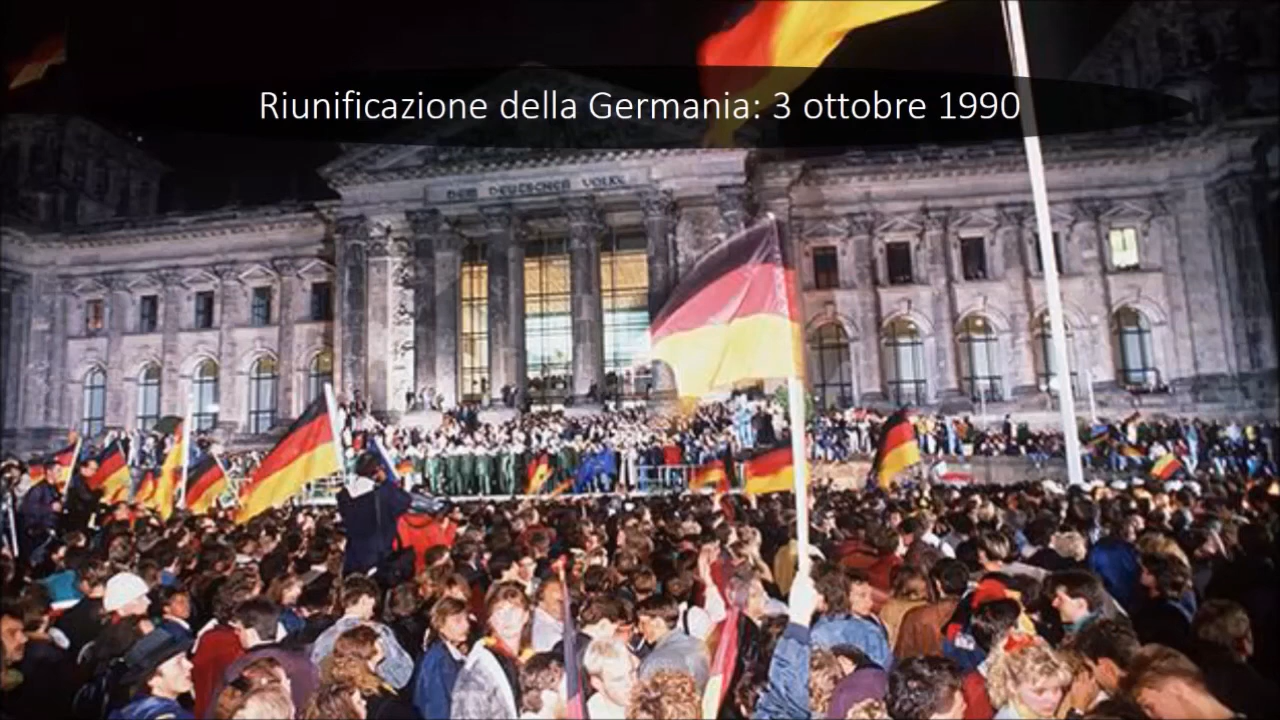 Riunificazione della Germania: 3 ottobre 1990
DEM DEUTSCHEN VOLKE